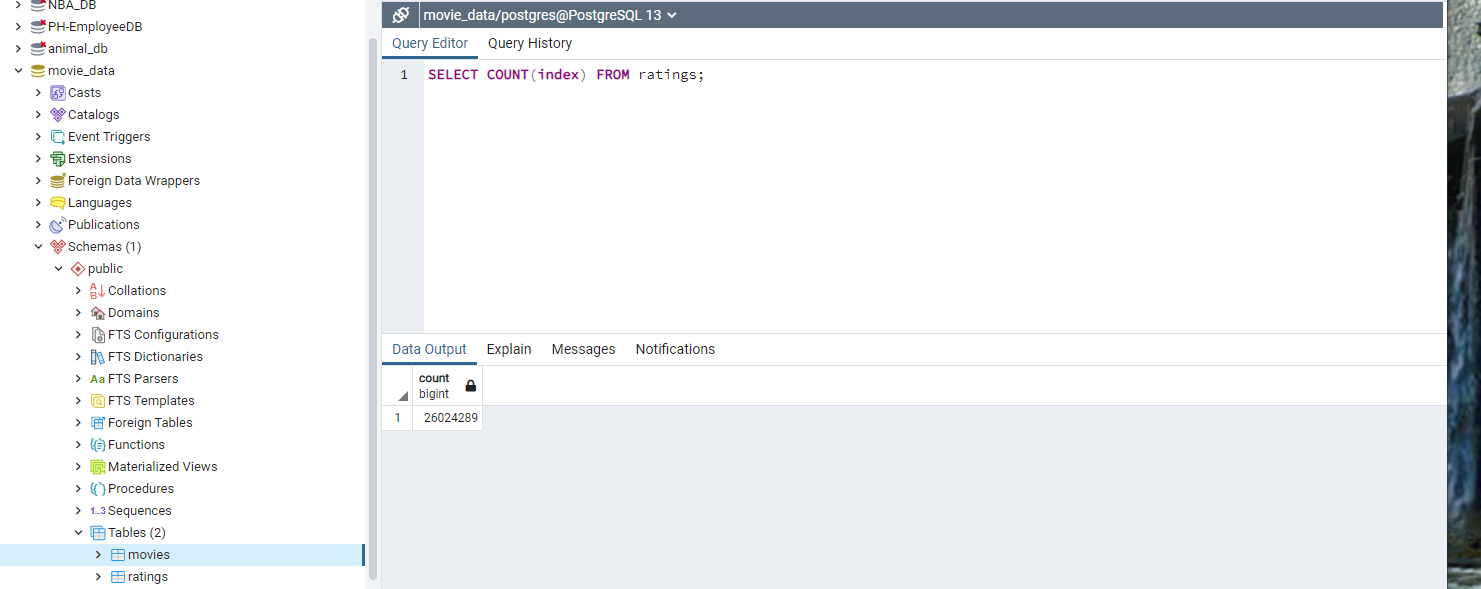 NBA_DB
PH-EmployeeDB
animal_db
movie_data
Casts
Catalogs
Event Triggers
Extensions
Foreign Data Wrappers
Languages
Publications
Schemas (1)
public
Collations
Domains
FTS Configurations
FTS Dictionaries
Aa FTS Parsers
FTS Templates
Foreign Tables
Functions
Materialized Views
Procedures
1..3 Sequences
Tables (2)
movies
ratings
movie_data/postgres@PostgreSQL 13
Query Editor Query History
1 SELECT COUNT(index) FROM ratings;
Data Output Explain Messages Notifications
count
bigint
1 26024289